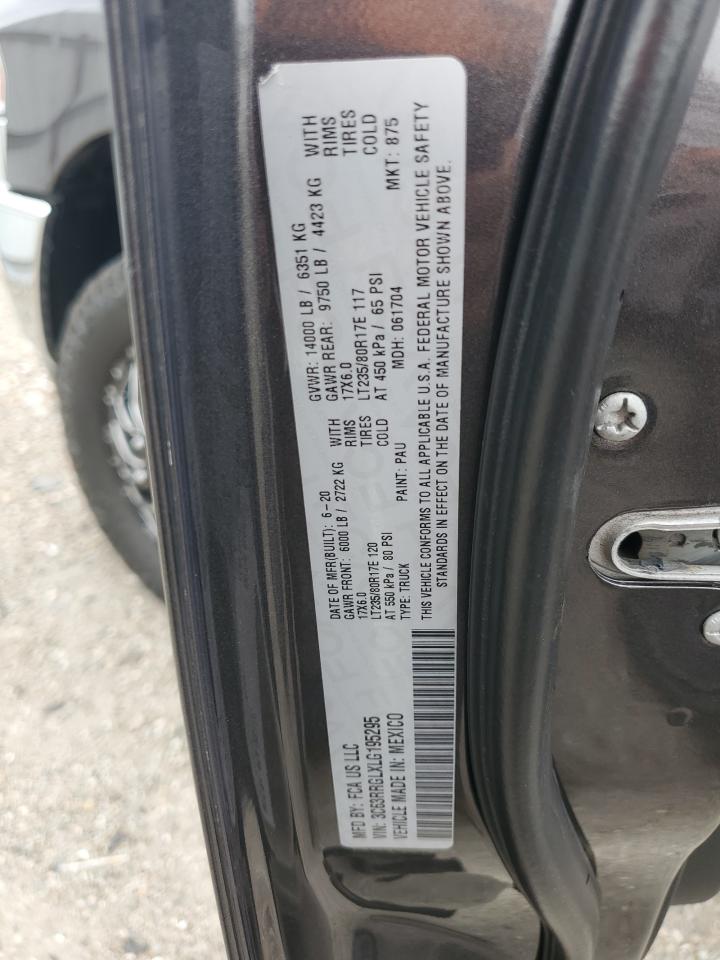 MFD BY: FCA US LLC
DATE OF MFR(BUILT): 6-20
GVWR: 14000 LB / 6351 KG
VIN: 3C63RRGLXLG195295
GAWR FRONT: 6000 LB / 2722 KG WITH
GAWR REAR: 9750 LB / 4423 KG WITH
VEHICLE MADE IN: MEXICO
17X6.0 RIMS
17X6.0 RIMS
LT235/80R17E 120 TIRES
LT235/80R17E 117 TIRES
AT 550 kPa / 80 PSI COLD
AT 450 kPa / 65 PSI COLD
TYPE: TRUCK PAINT: PAU MDH: 061704 MKT: 875
THIS VEHICLE CONFORMS TO ALL APPLICABLE U.S.A. FEDERAL MOTOR VEHICLE SAFETY
STANDARDS IN EFFECT ON THE DATE OF MANUFACTURE SHOWN ABOVE.